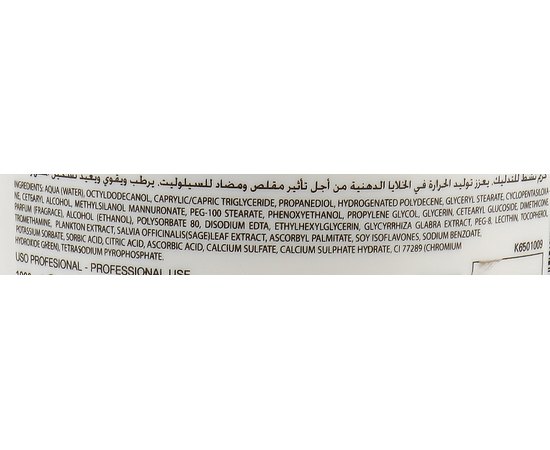 كريم نشط للتدليك. يعزز توليد الحرارة في الخلايا الدهنية من أجل تأثير مقلص ومضاد للسيلوليت. يرطب ويقوي ويعيد
INGREDIENTS: AQUA (WATER), OCTYLDODECANOL, CAPRYLIC/CAPRIC TRIGLYCERIDE, PROPANEDIOL, HYDROGENATED POLYDECENE, GLYCERYL STEARATE, CYCLOPENTASILOXA
NE, CETEARYL ALCOHOL, METHYLSILANOL MANNURONATE, PEG-100 STEARATE, PHENOXYETHANOL, PROPYLENE GLYCOL, GLYCERIN, CETEARYL GLUCOSIDE, DIMETHICONE,
PARFUM (FRAGRANCE), ALCOHOL (ETHANOL), POLYSORBATE 80, DISODIUM EDTA, ETHYLHEXYLGLYCERIN, GLYCYRRHIZA GLABRA EXTRACT, PEG-8, LECITHIN, TOCOPHEROL,
TROMETHAMINE, PLANKTON EXTRACT, SALVIA OFFICINALIS(SAGE)LEAF EXTRACT, ASCORBYL PALMITATE, SOY ISOFLAVONES, SODIUM BENZOATE,
POTASSIUM SORBATE, SORBIC ACID, CITRIC ACID, ASCORBIC ACID, CALCIUM SULFATE, CALCIUM SULPHATE HYDRATE, CI 77289 (CHROMIUM
HYDROXIDE GREEN), TETRASODIUM PYROPHOSPHATE.
K6501009
USO PROFESIONAL - PROFESSIONAL USE